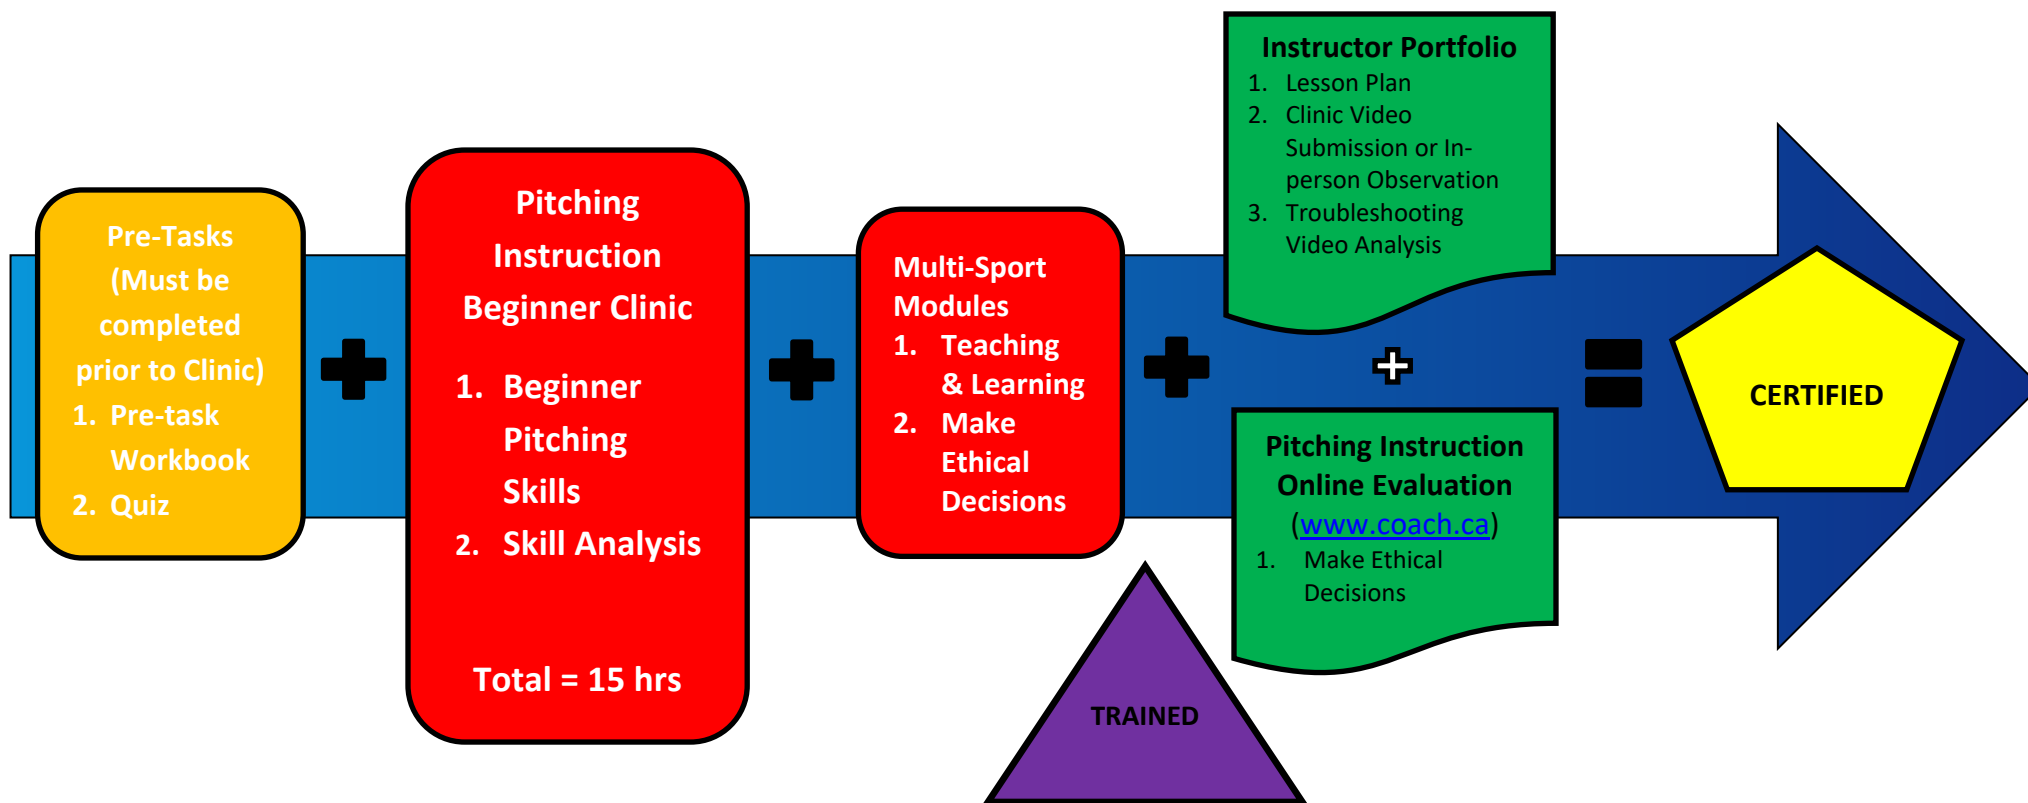 Pre-Tasks
(Must be
completed
prior to Clinic)
1. Pre-task
Workbook
2. Quiz
Pitching
Instruction
Beginner Clinic
1. Beginner
Pitching
Skills
2. Skill Analysis
Total = 15 hrs
Multi-Sport
Modules
1. Teaching
& Learning
2. Make
Ethical
Decisions
Instructor Portfolio
1. Lesson Plan
2. Clinic Video
Submission or In-
person Observation
3. Troubleshooting
Video Analysis
Pitching Instruction
Online Evaluation
(www.coach.ca)
1. Make Ethical
Decisions
TRAINED
CERTIFIED